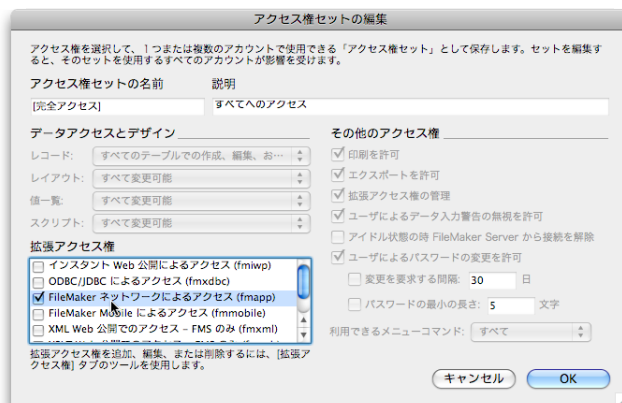 アクセス権セットの編集
アクセス権を選択して、1つまたは複数のアカウントで使用できる「アクセス権セット」として保存します。セットを編集す
ると、そのセットを使用するすべてのアカウントが影響を受けます。
アクセス権セットの名前 説明
[完全アクセス] すべてへのアクセス
データアクセスとデザイン その他のアクセス権
レコード: すべてのテーブルでの作成、編集、お… 印刷を許可
レイアウト: すべて変更可能 エクスポートを許可
値一覧: すべて変更可能 拡張アクセス権の管理
スクリプト: すべて変更可能 ユーザによるデータ入力警告の無視を許可
アイドル状態の時 FileMaker Server から接続を解除
拡張アクセス権 ユーザによるパスワードの変更を許可
インスタント Web 公開によるアクセス (fmiwp)
変更を要求する間隔: 30 日
ODBC/JDBC によるアクセス (fmxdbc)
FileMaker ネットワークによるアクセス (fmapp)
パスワードの最小の長さ: 5 文字
FileMaker Mobile によるアクセス (fmmobile)
XML Web 公開でのアクセス – FMS のみ (fmxml)
利用できるメニューコマンド: すべて
拡張アクセス権を追加、編集、または削除するには、[拡張ア
クセス権] タブのツールを使用します。
キャンセル OK